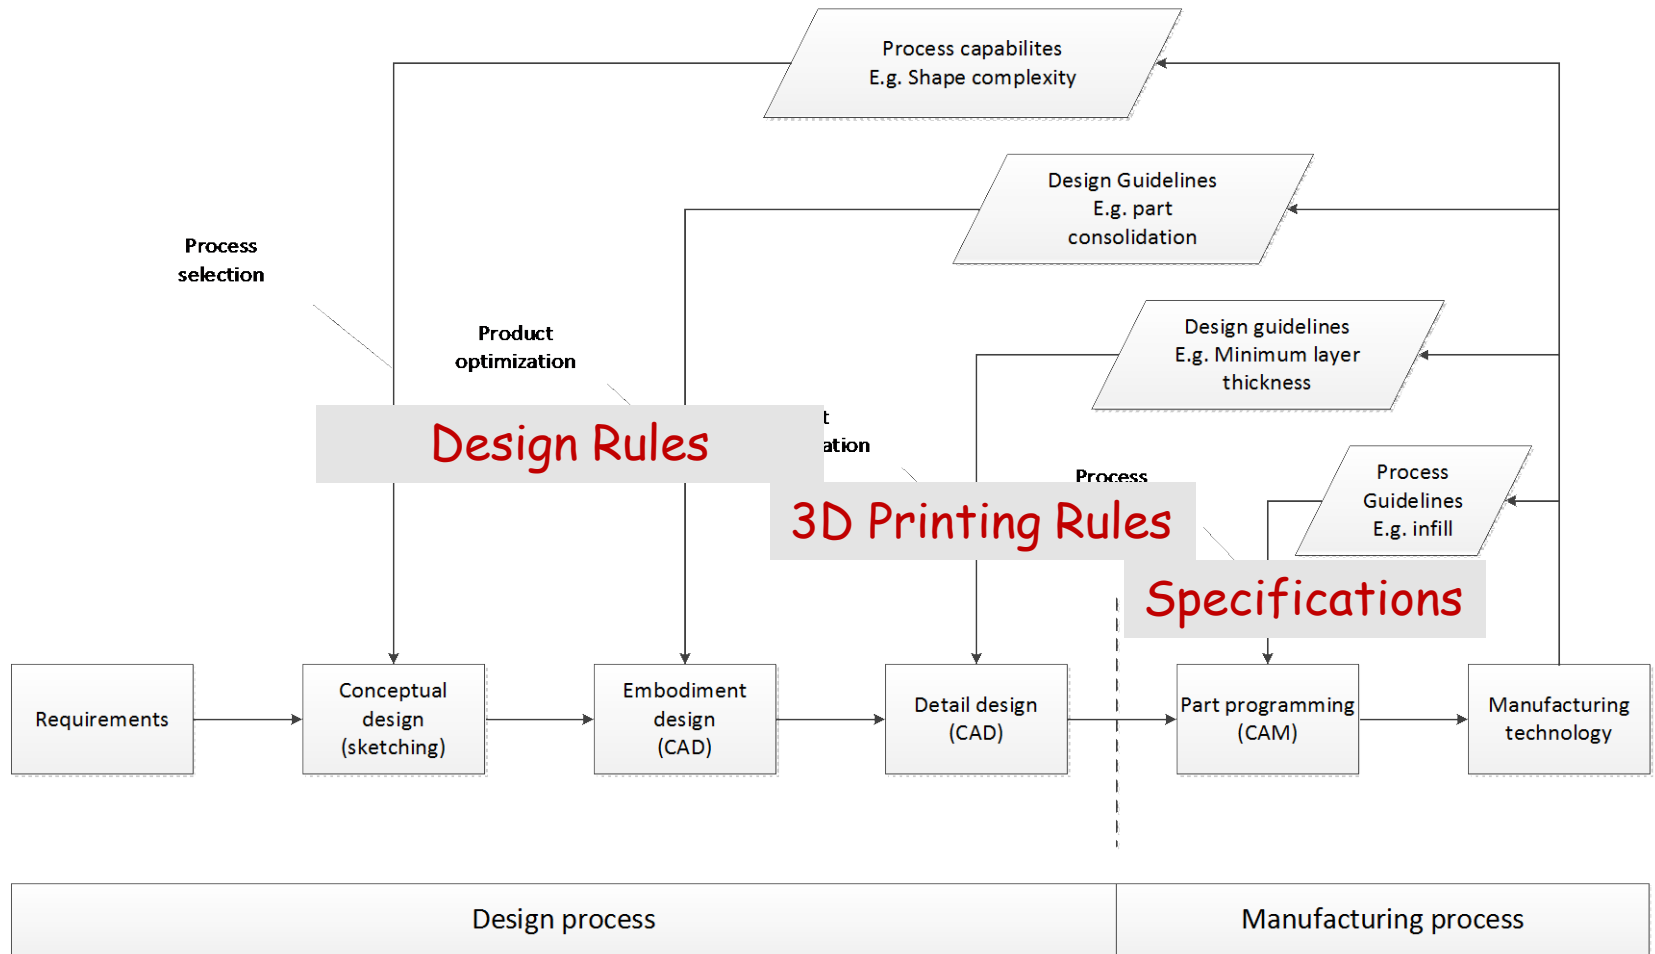 Process capabilites
E.g. Shape complexity
Design Guidelines
E.g. part
consolidation
Process
selection
Design guidelines
E.g. Minimum layer
thickness
Product
optimization
Design Rules
Process
Process
Guidelines
E.g. infill
3D Printing Rules
Specifications
Requirements
Conceptual
design
(sketching)
Embodiment
design
(CAD)
Detail design
(CAD)
Part programming
(CAM)
Manufacturing
technology
Design process
Manufacturing process